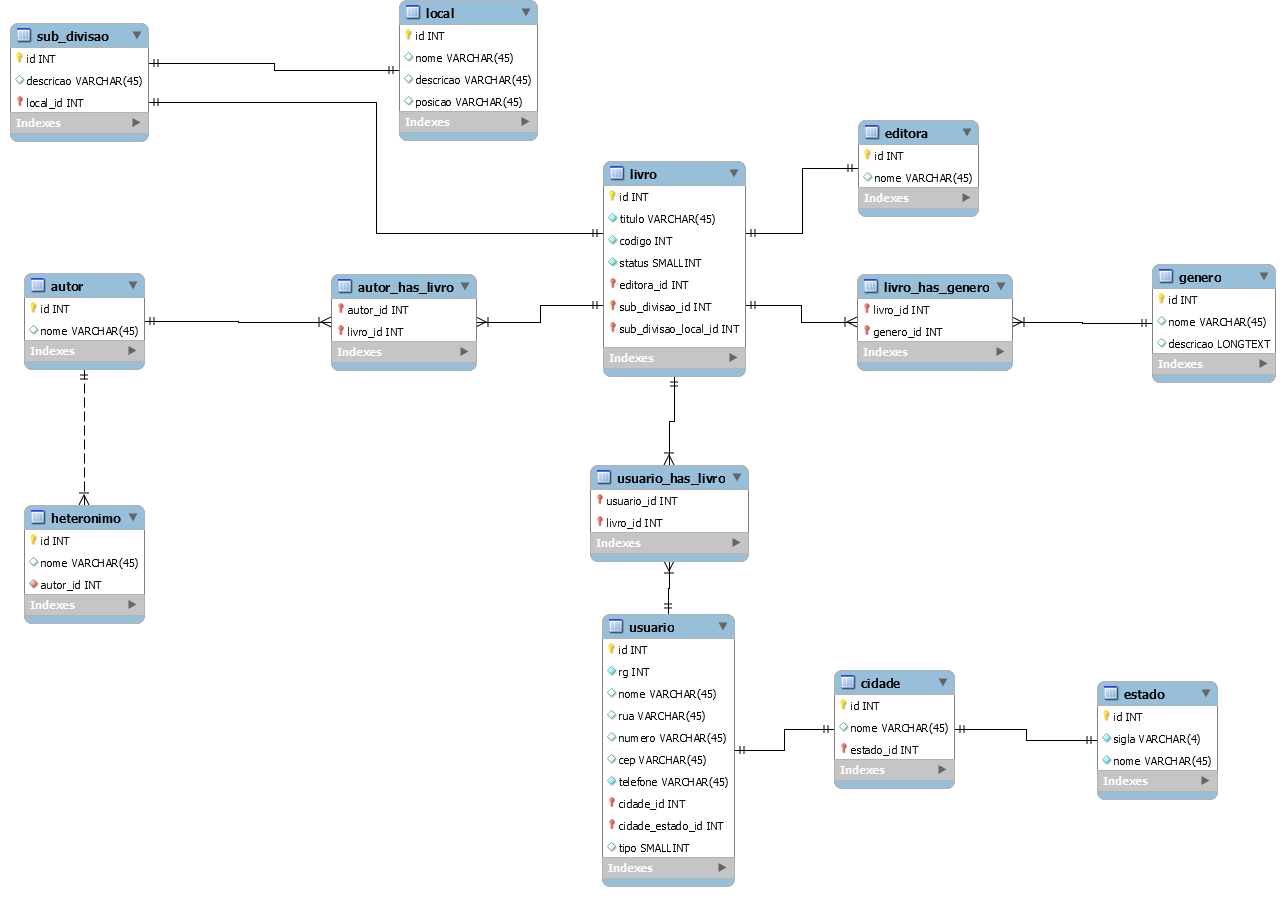 sub_divisao
id INT
descricao VARCHAR(45)
local_id INT
Indexes
local
id INT
nome VARCHAR(45)
descricao VARCHAR(45)
posicao VARCHAR(45)
Indexes
editora
id INT
nome VARCHAR(45)
Indexes
livro
id INT
titulo VARCHAR(45)
codigo INT
status SMALLINT
editora_id INT
sub_divisao_id INT
sub_divisao_local_id INT
Indexes
autor
id INT
nome VARCHAR(45)
Indexes
autor_has_livro
autor_id INT
livro_id INT
Indexes
livro_has_genero
livro_id INT
genero_id INT
Indexes
genero
id INT
nome VARCHAR(45)
descricao LONGTEXT
Indexes
heteronimo
id INT
nome VARCHAR(45)
autor_id INT
Indexes
usuario_has_livro
usuario_id INT
livro_id INT
Indexes
usuario
id INT
rg INT
nome VARCHAR(45)
rua VARCHAR(45)
numero VARCHAR(45)
cep VARCHAR(45)
telefone VARCHAR(45)
cidade_id INT
cidade_estado_id INT
tipo SMALLINT
Indexes
cidade
id INT
nome VARCHAR(45)
estado_id INT
Indexes
estado
id INT
sigla VARCHAR(4)
nome VARCHAR(45)
Indexes